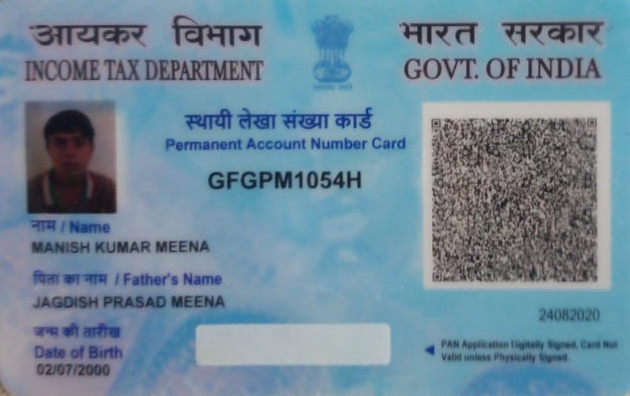 आयकर विभाग
INCOME TAX DEPARTMENT
भारत सरकार
GOVT. OF INDIA
स्थायी लेखा संख्या कार्ड
Permanent Account Number Card
GFGPM1054H
नाम / Name
MANISH KUMAR MEENA
पिता का नाम / Father's Name
JAGDISH PRASAD MEENA
जन्म की तारीख
Date of Birth
02/07/2000
24082020
PAN Application Digitally Signed, Card Not
Valid unless Physically Signed